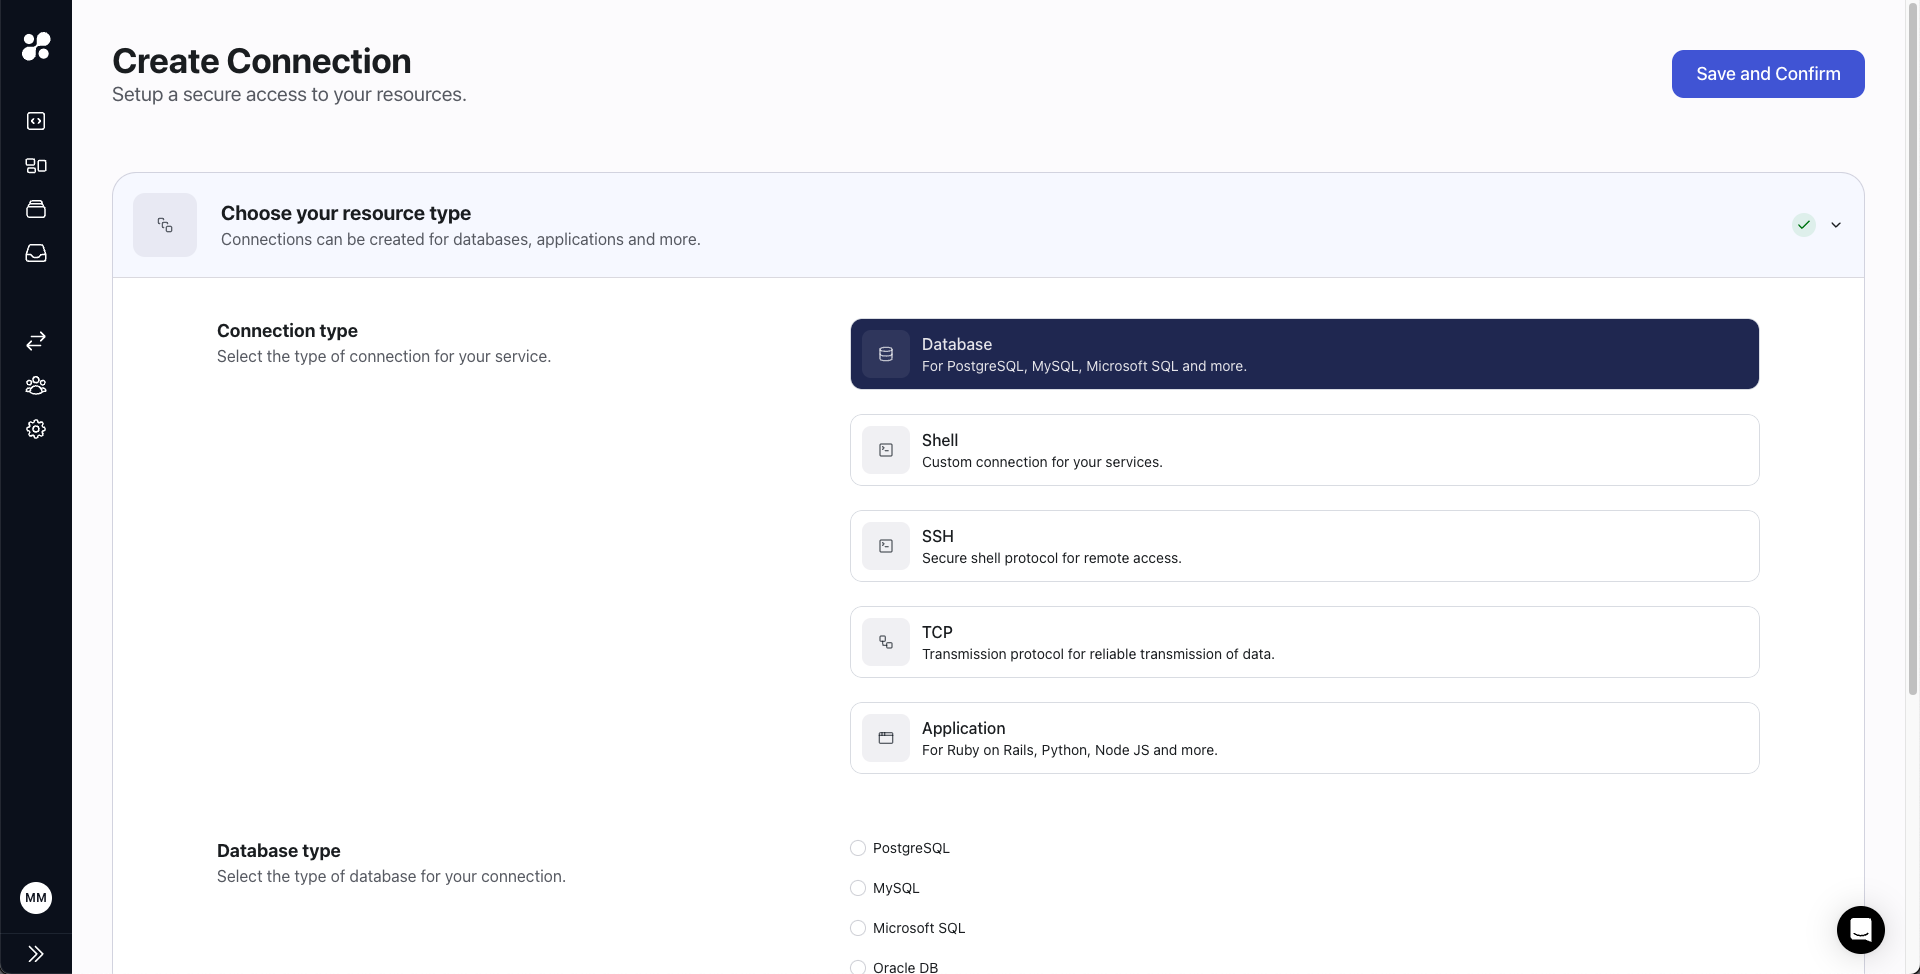 Create Connection
Setup a secure access to your resources.
Save and Confirm
Choose your resource type
Connections can be created for databases, applications and more.
Connection type
Select the type of connection for your service.
Database
For PostgreSQL, MySQL, Microsoft SQL and more.
Shell
Custom connection for your services.
SSH
Secure shell protocol for remote access.
TCP
Transmission protocol for reliable transmission of data.
Application
For Ruby on Rails, Python, Node JS and more.
Database type
Select the type of database for your connection.
PostgreSQL
MySQL
Microsoft SQL
Oracle DB
MM